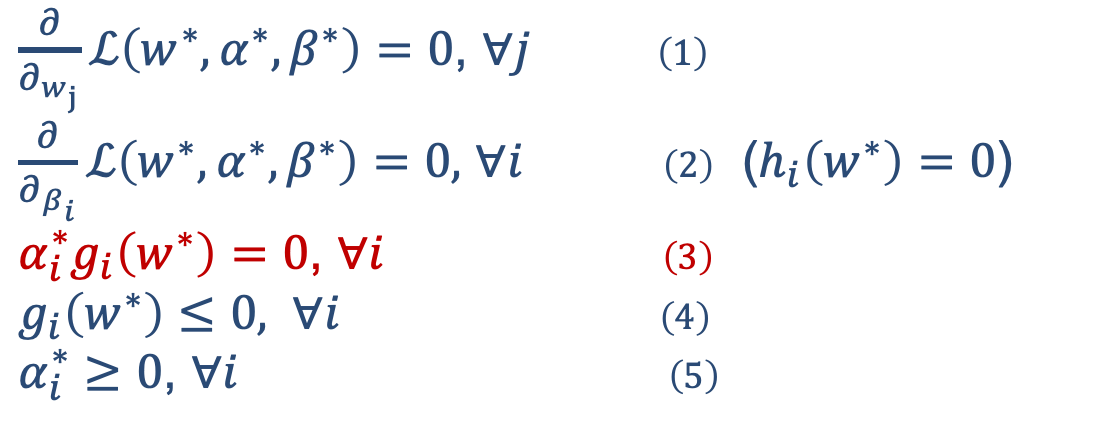 ∂/∂_{w_j} ℒ(w*, α*, β*) = 0, ∀j (1)
∂/∂_{β_i} ℒ(w*, α*, β*) = 0, ∀i (2) (h_i(w*) = 0)
α_i* g_i(w*) = 0, ∀i (3)
g_i(w*) ≤ 0, ∀i (4)
α_i* ≥ 0, ∀i (5)